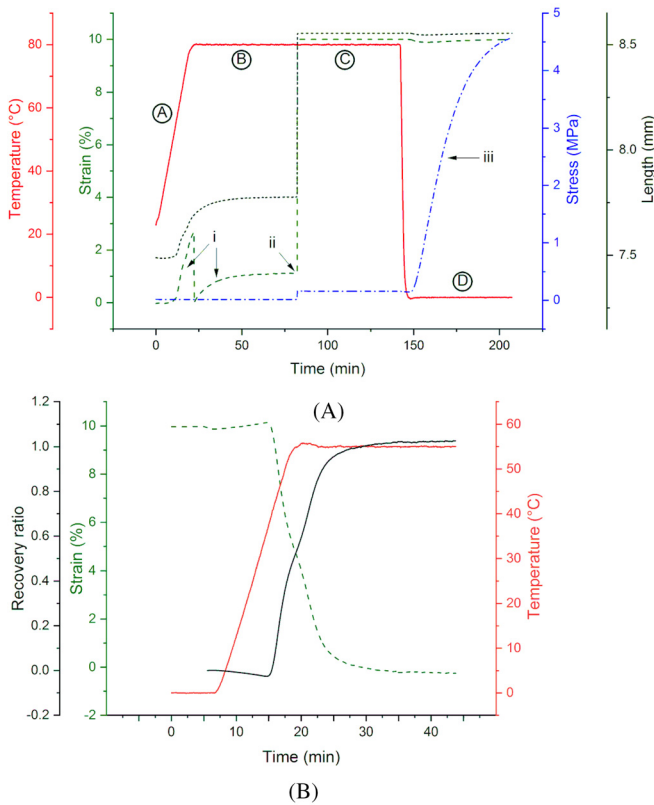 80
60
40
20
0
Temperature (°C)
10
8
6
4
2
0
Strain (%)
A
B
C
D
i
ii
iii
5
4
3
2
1
0
Stress (MPa)
8.5
8.0
7.5
Length (mm)
0 50 100 150 200
Time (min)
(A)
1.2
1.0
0.8
0.6
0.4
0.2
0.0
-0.2
Recovery ratio
10
8
6
4
2
0
-2
Strain (%)
60
50
40
30
20
10
0
Temperature (°C)
0 10 20 30 40
Time (min)
(B)